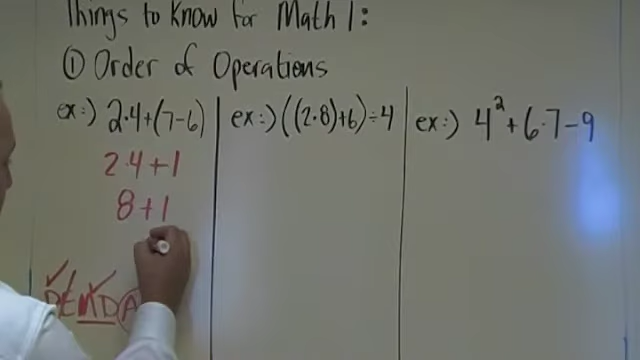 Things to Know for Math 1:
① Order of Operations
ex:) 2·4+(7-6)
2·4+1
8+1
ex:) ((2·8)+6)÷4
ex:) 4²+6·7-9
PEMDA